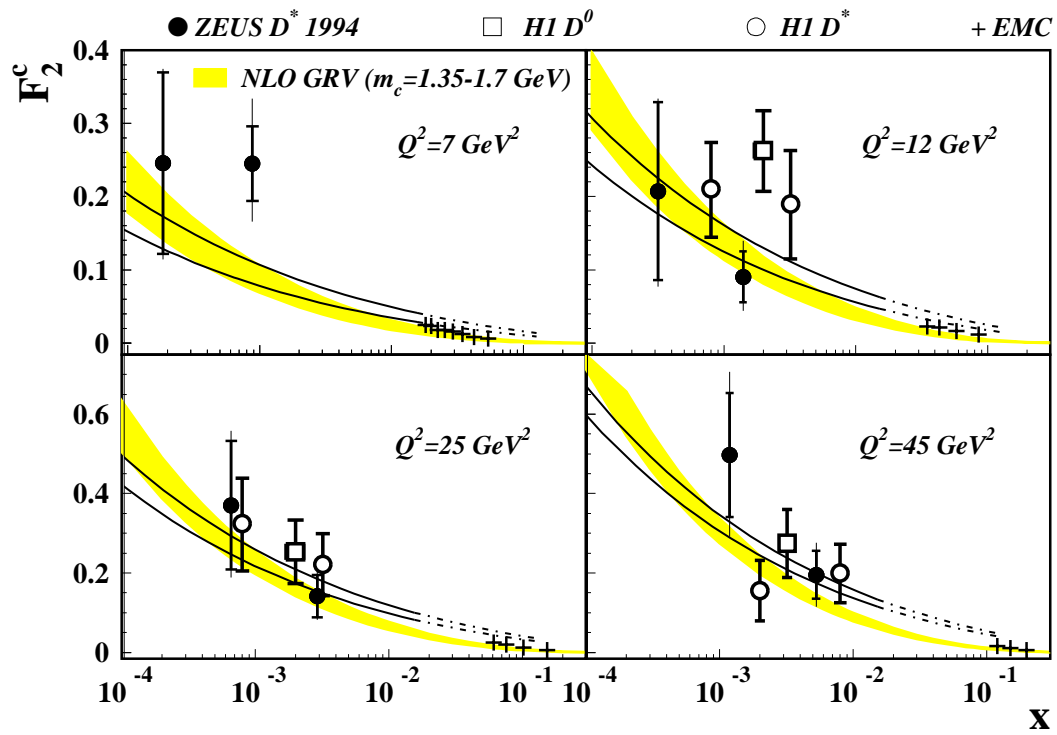 ● ZEUS D* 1994 □ H1 D⁰ ○ H1 D* + EMC
F₂ᶜ
NLO GRV (m_c=1.35-1.7 GeV)
0.4
0.3
0.2
0.1
0
Q²=7 GeV²
Q²=12 GeV²
0.6
0.4
0.2
0
Q²=25 GeV²
Q²=45 GeV²
10⁻⁴ 10⁻³ 10⁻² 10⁻¹ 10⁻⁴ 10⁻³ 10⁻² 10⁻¹
x